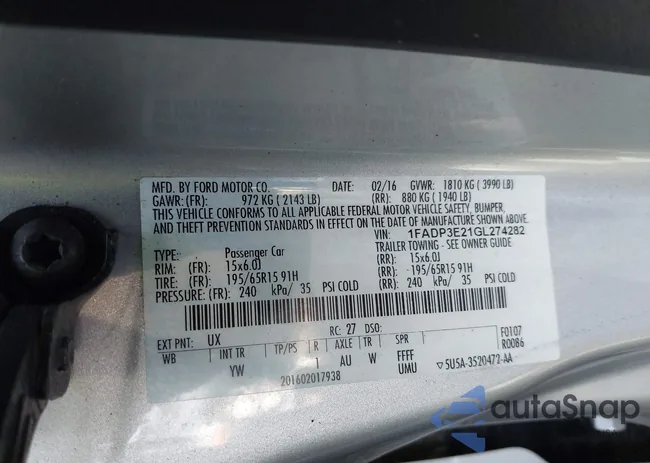 MFD. BY FORD MOTOR CO. DATE: 02/16 GVWR: 1810 KG ( 3990 LB)
GAWR: (FR): 972 KG ( 2143 LB) (RR): 880 KG ( 1940 LB)
THIS VEHICLE CONFORMS TO ALL APPLICABLE FEDERAL MOTOR VEHICLE SAFETY, BUMPER,
AND THEFT PREVENTION STANDARDS IN EFFECT ON THE DATE OF MANUFACTURE SHOWN ABOVE.
VIN: 1FADP3E21GL274282
TYPE: Passenger Car TRAILER TOWING - SEE OWNER GUIDE
RIM: (FR): 15x6.0J (RR): 15x6.0J
TIRE: (FR): 195/65R15 91H (RR): 195/65R15 91H
PRESSURE: (FR): 240 kPa/ 35 PSI COLD (RR): 240 kPa/ 35 PSI COLD
RC: 27 DSO:
EXT PNT: UX F0107
WB INT TR TP/PS R AXLE TR SPR R0086
YW 1 AU W FFFF
UMU
201602017938 5U5A-3520472-AA
autoSnap